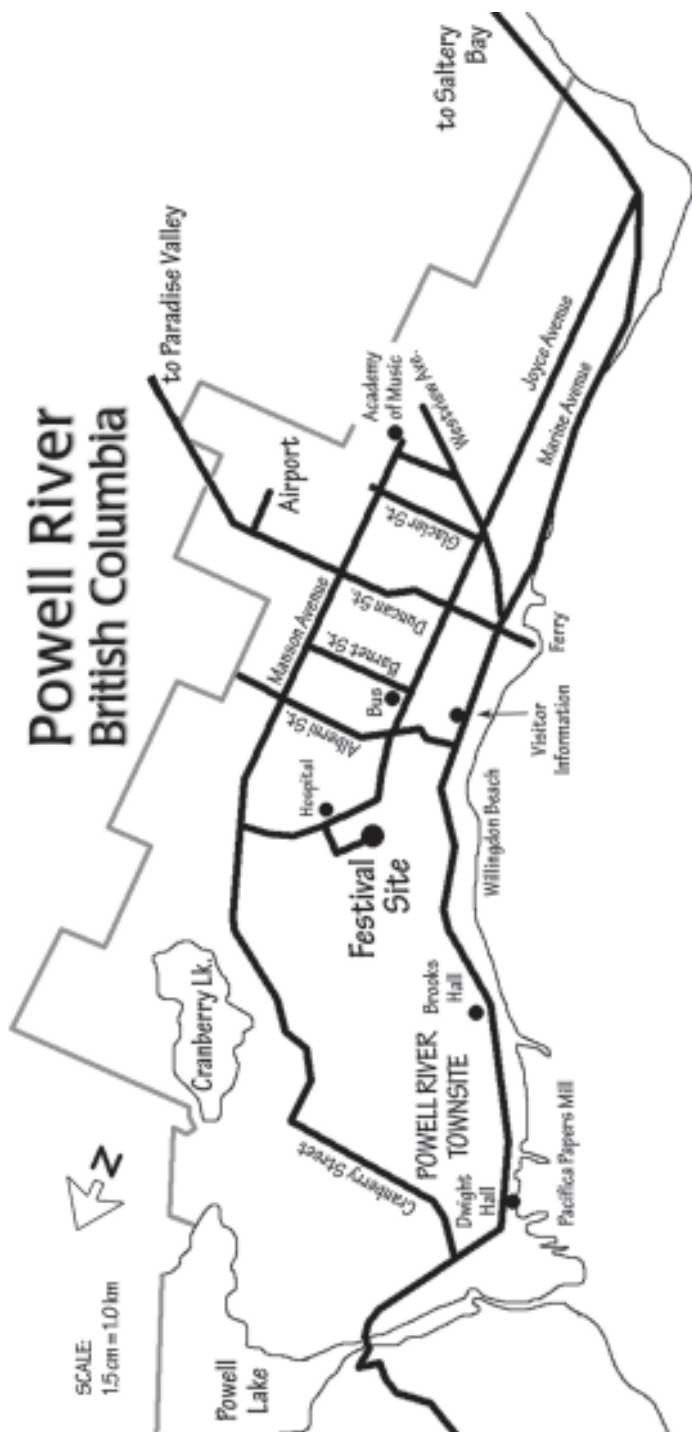 Powell River
British Columbia
SCALE:
1.5 cm = 1.0 km
N
Powell
Lake
Cranberry Lk.
to Paradise Valley
Airport
to Saltery
Bay
Academy
of Music
Westview Ave.
Manson Avenue
Glacier St.
Duncan St.
Barnet St.
Alberni St.
Bus
Hospital
Festival
Site
Joyce Avenue
Marine Avenue
Ferry
Visitor
Information
Willingdon Beach
Brooks
Hall
POWELL RIVER
TOWNSITE
Dwight
Hall
Cranberry Street
Pacifica Papers Mill